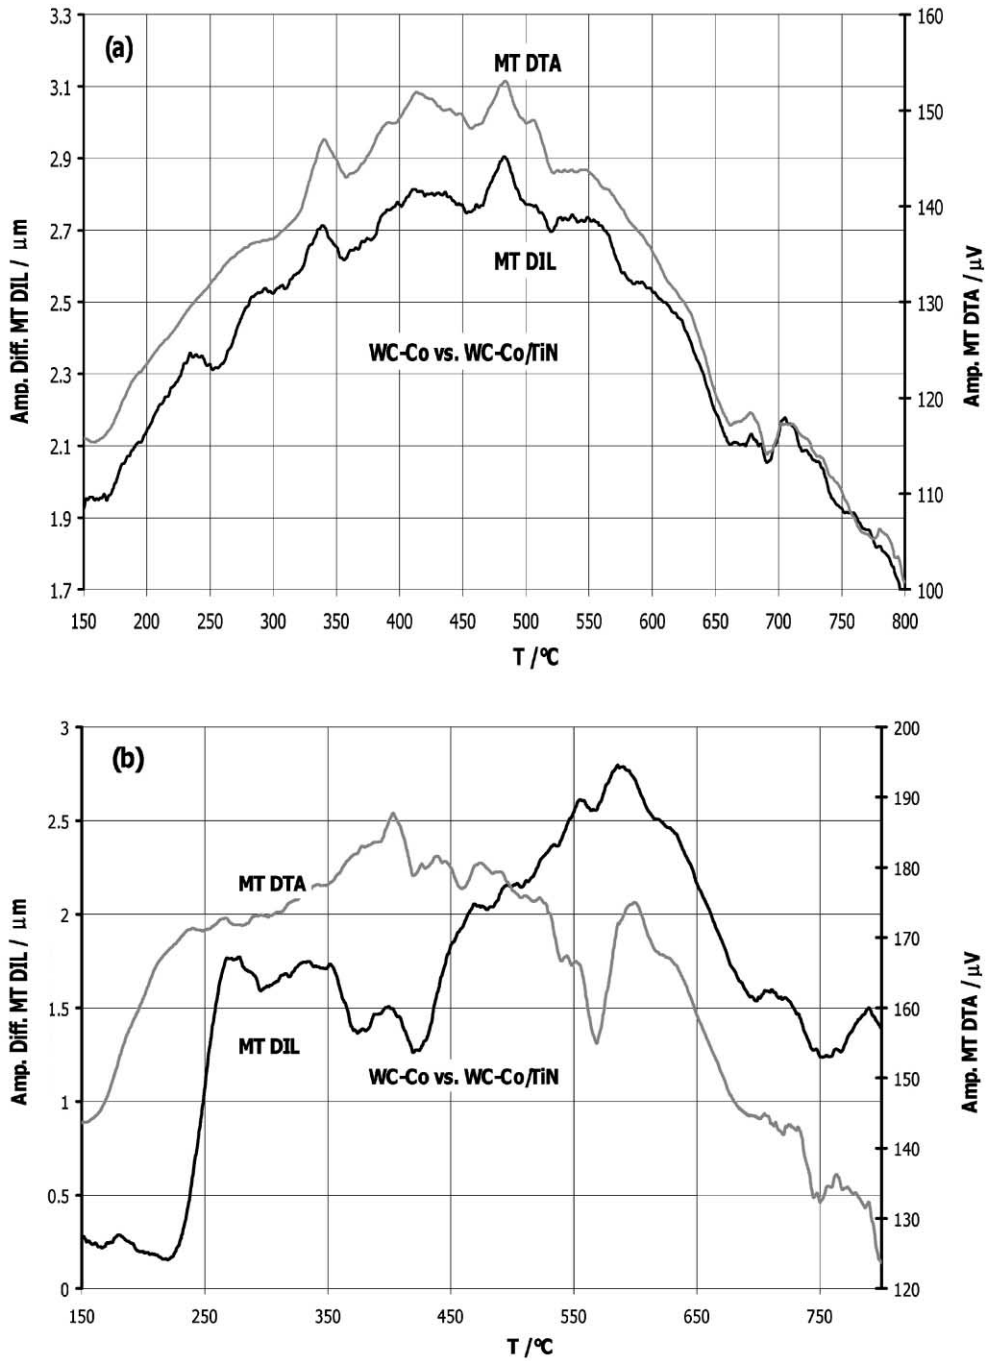 (a)
3.3
3.1
2.9
2.7
2.5
2.3
2.1
1.9
1.7
Amp. Diff. MT DIL / μm
160
150
140
130
120
110
100
Amp. MT DTA / μV
MT DTA
MT DIL
WC-Co vs. WC-Co/TiN
150 200 250 300 350 400 450 500 550 600 650 700 750 800
T / °C
(b)
3
2.5
2
1.5
1
0.5
0
Amp. Diff. MT DIL / μm
200
190
180
170
160
150
140
130
120
Amp. MT DTA / μV
MT DTA
MT DIL
WC-Co vs. WC-Co/TiN
150 250 350 450 550 650 750
T / °C